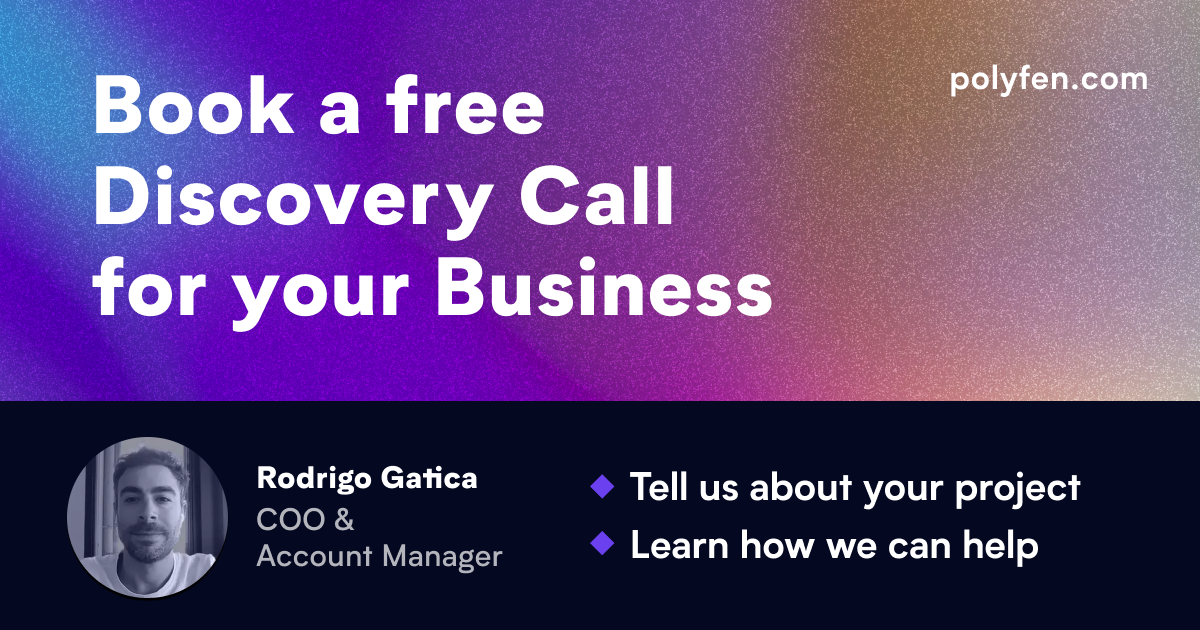 Book a free
Discovery Call
for your Business
polyfen.com
Rodrigo Gatica
COO &
Account Manager
Tell us about your project
Learn how we can help